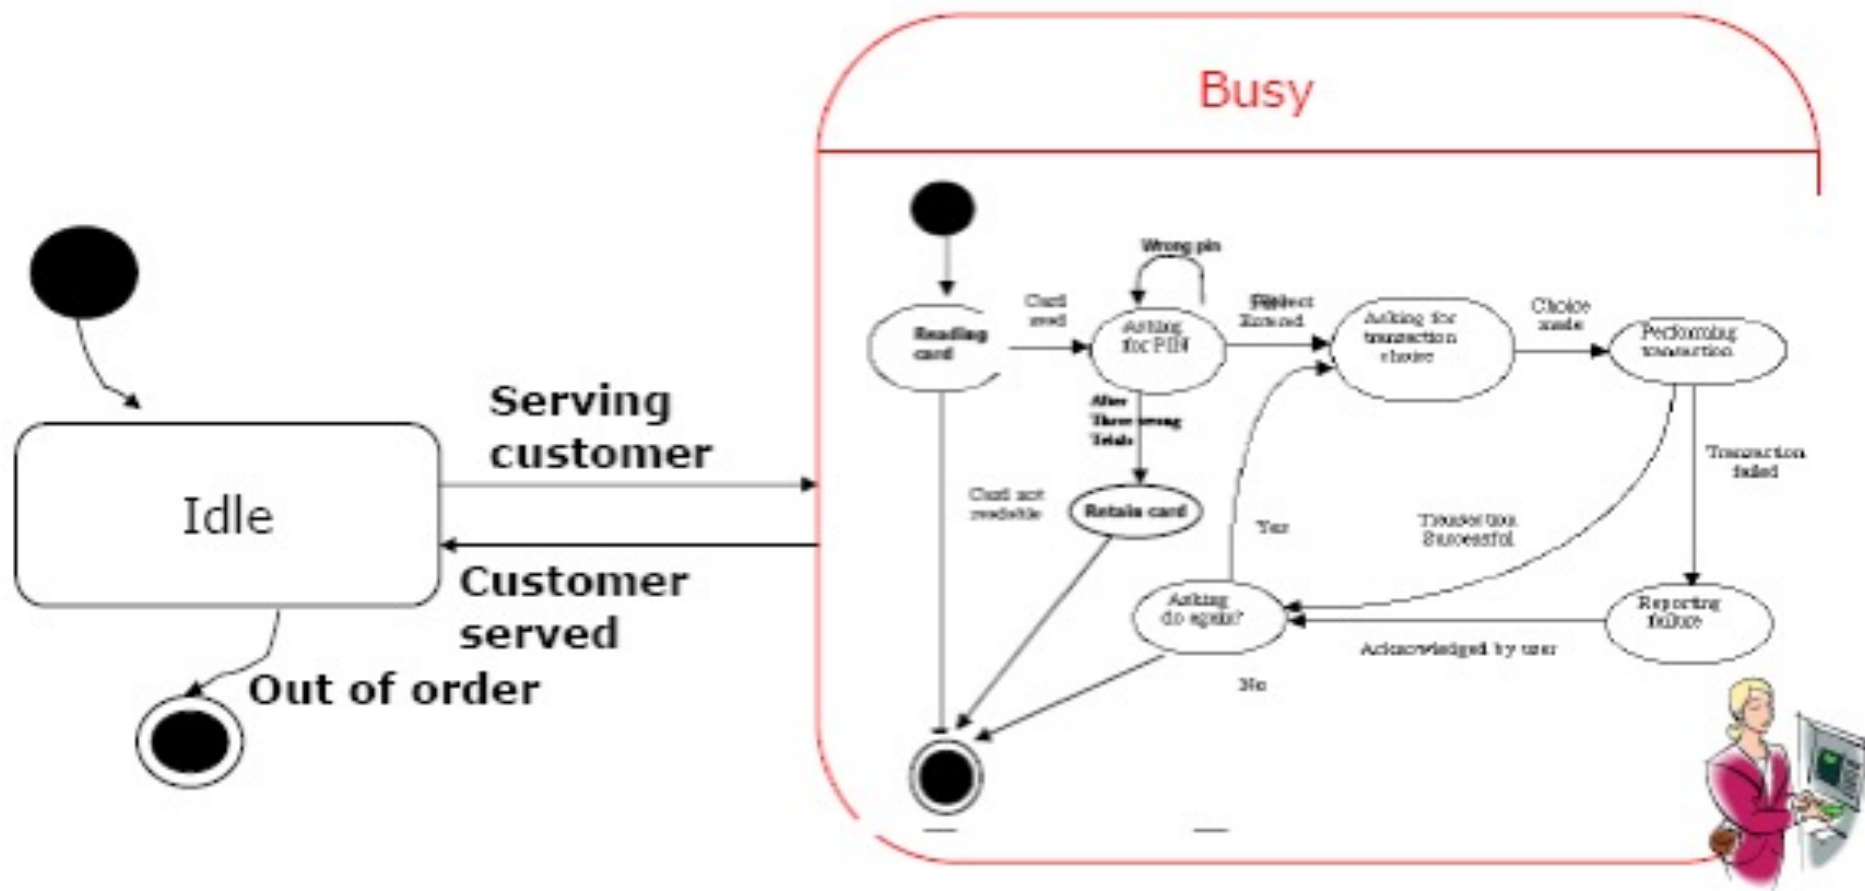 Busy
Wrong pin
Card
read
Entered
Choice
made
Reading
card
Asking
for PIN
Asking for
transaction
choice
Performing
transaction
Serving
customer
After
Three wrong
Trials
Transaction
failed
Idle
Card not
readable
Retain card
Yes
Transaction
Successful
Customer
served
Asking
do again?
Reporting
failure
Acknowledged by user
Out of order
No